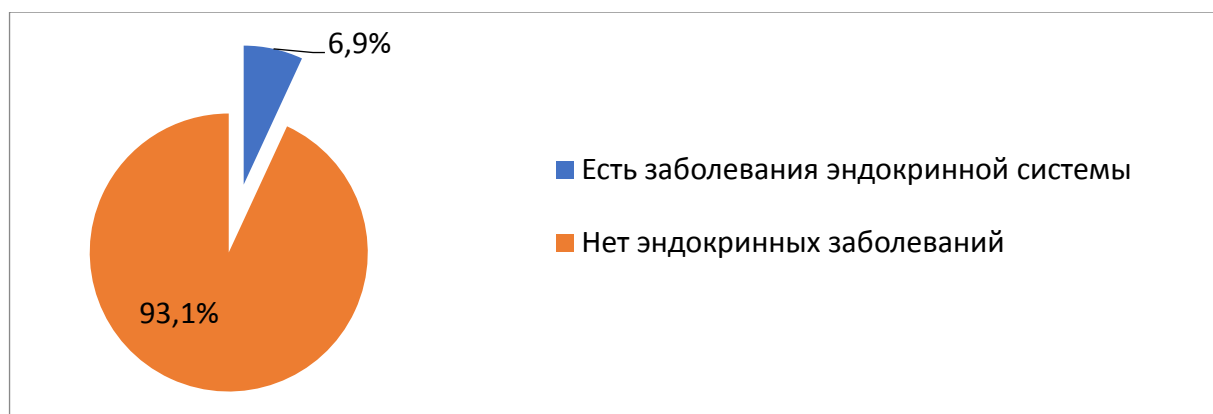 6,9%
Есть заболевания эндокринной системы
Нет эндокринных заболеваний
93,1%